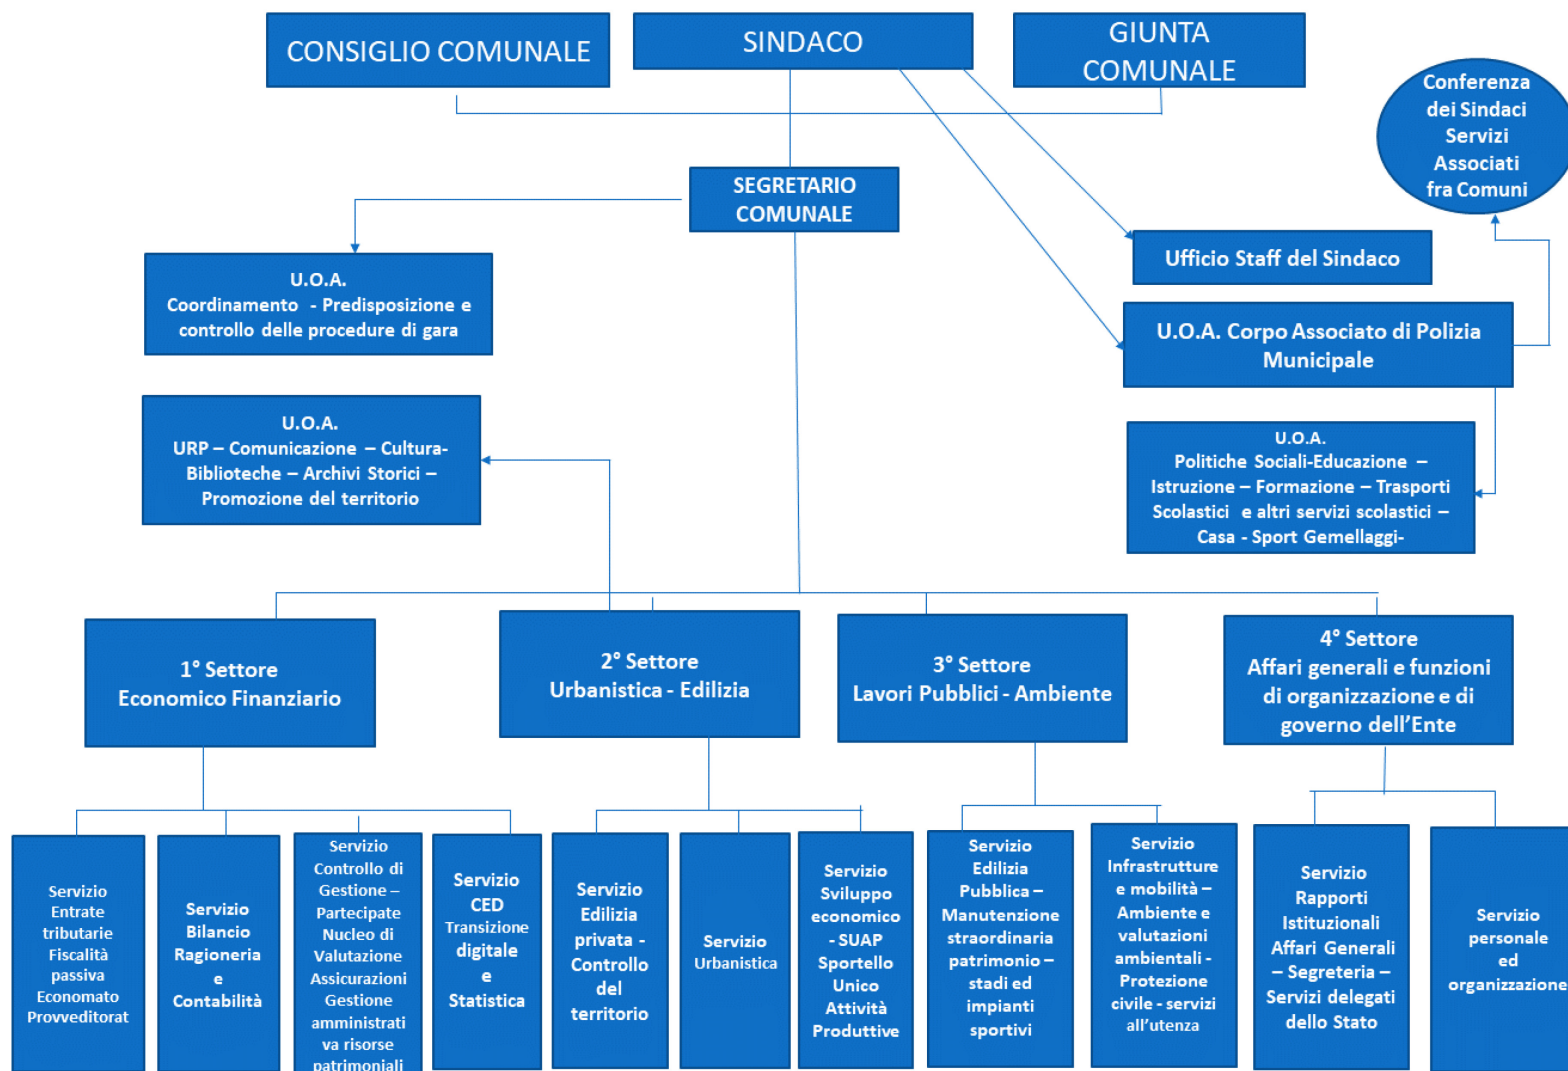 CONSIGLIO COMUNALE
SINDACO
GIUNTA
COMUNALE
Conferenza
dei Sindaci
Servizi
Associati
fra Comuni
SEGRETARIO
COMUNALE
Ufficio Staff del Sindaco
U.O.A.
Coordinamento - Predisposizione e
controllo delle procedure di gara
U.O.A. Corpo Associato di Polizia
Municipale
U.O.A.
URP – Comunicazione – Cultura-
Biblioteche – Archivi Storici –
Promozione del territorio
U.O.A.
Politiche Sociali-Educazione –
Istruzione – Formazione – Trasporti
Scolastici e altri servizi scolastici –
Casa - Sport Gemellaggi-
1° Settore
Economico Finanziario
2° Settore
Urbanistica - Edilizia
3° Settore
Lavori Pubblici - Ambiente
4° Settore
Affari generali e funzioni
di organizzazione e di
governo dell’Ente
Servizio
Entrate
tributarie
Fiscalità
passiva
Economato
Provveditorat
Servizio
Bilancio
Ragioneria
e
Contabilità
Servizio
Controllo di
Gestione –
Partecipate
Nucleo di
Valutazione
Assicurazioni
Gestione
amministrati
va risorse
patrimoniali
Servizio
CED
Transizione
digitale
e
Statistica
Servizio
Edilizia
privata -
Controllo
del
territorio
Servizio
Urbanistica
Servizio
Sviluppo
economico
- SUAP
Sportello
Unico
Attività
Produttive
Servizio
Edilizia
Pubblica –
Manutenzione
straordinaria
patrimonio –
stadi ed
impianti
sportivi
Servizio
Infrastrutture
e mobilità –
Ambiente e
valutazioni
ambientali -
Protezione
civile - servizi
all’utenza
Servizio
Rapporti
Istituzionali
Affari Generali
– Segreteria –
Servizi delegati
dello Stato
Servizio
personale
ed
organizzazione